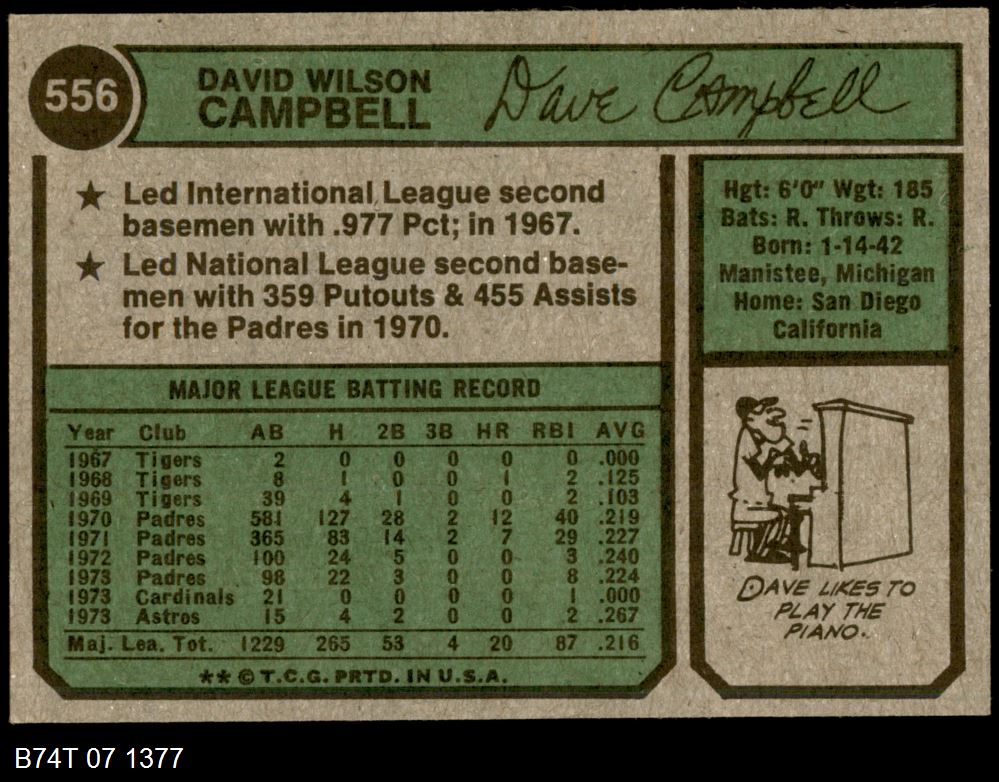 556
DAVID WILSON
CAMPBELL
Dave Campbell
★ Led International League second
basemen with .977 Pct; in 1967.
★ Led National League second base-
men with 359 Putouts & 455 Assists
for the Padres in 1970.
Hgt: 6'0" Wgt: 185
Bats: R. Throws: R.
Born: 1-14-42
Manistee, Michigan
Home: San Diego
California
MAJOR LEAGUE BATTING RECORD
Year Club AB H 2B 3B HR RBI AVG
1967 Tigers 2 0 0 0 0 0 .000
1968 Tigers 8 1 0 0 1 2 .125
1969 Tigers 39 4 1 0 0 2 .103
1970 Padres 581 127 28 2 12 40 .219
1971 Padres 365 83 14 2 7 29 .227
1972 Padres 100 24 5 0 0 3 .240
1973 Padres 98 22 3 0 0 8 .224
1973 Cardinals 21 0 0 0 0 1 .000
1973 Astros 15 4 2 0 0 2 .267
Maj. Lea. Tot. 1229 265 53 4 20 87 .216
** © T.C.G. PRTD. IN U.S.A.
DAVE LIKES TO
PLAY THE
PIANO.
B74T 07 1377